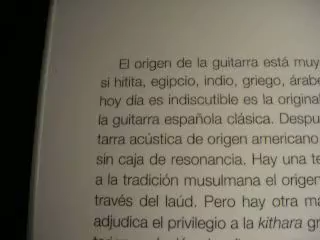 El origen de la guitarra está muy
si hitita, egipcio, indio, griego, árabe
hoy día es indiscutible es la original
la guitarra española clásica. Despu
tarra acústica de origen americano
sin caja de resonancia. Hay una te
a la tradición musulmana el origen
través del laúd. Pero hay otra má
adjudica el privilegio a la kithara gr